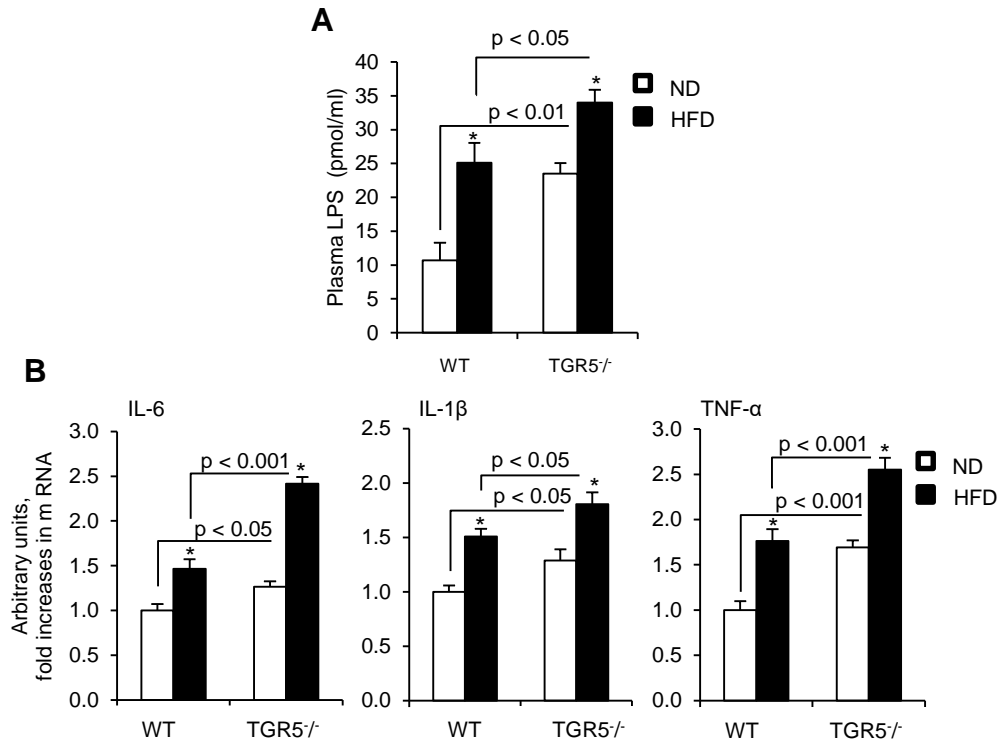 A
p < 0.05
40
35
30
25
20
15
10
5
0
Plasma LPS (pmol/ml)
p < 0.01
*
*
ND
HFD
WT
TGR5-/-
B
IL-6
Arbitrary units,
fold increases in m RNA
3.0
2.5
2.0
1.5
1.0
0.5
0.0
p < 0.001
p < 0.05
*
*
WT
TGR5-/-
IL-1β
2.5
2.0
1.5
1.0
0.5
0.0
p < 0.05
p < 0.05
*
*
WT
TGR5-/-
TNF-α
3.0
2.5
2.0
1.5
1.0
0.5
0.0
p < 0.001
p < 0.001
*
*
WT
TGR5-/-
ND
HFD